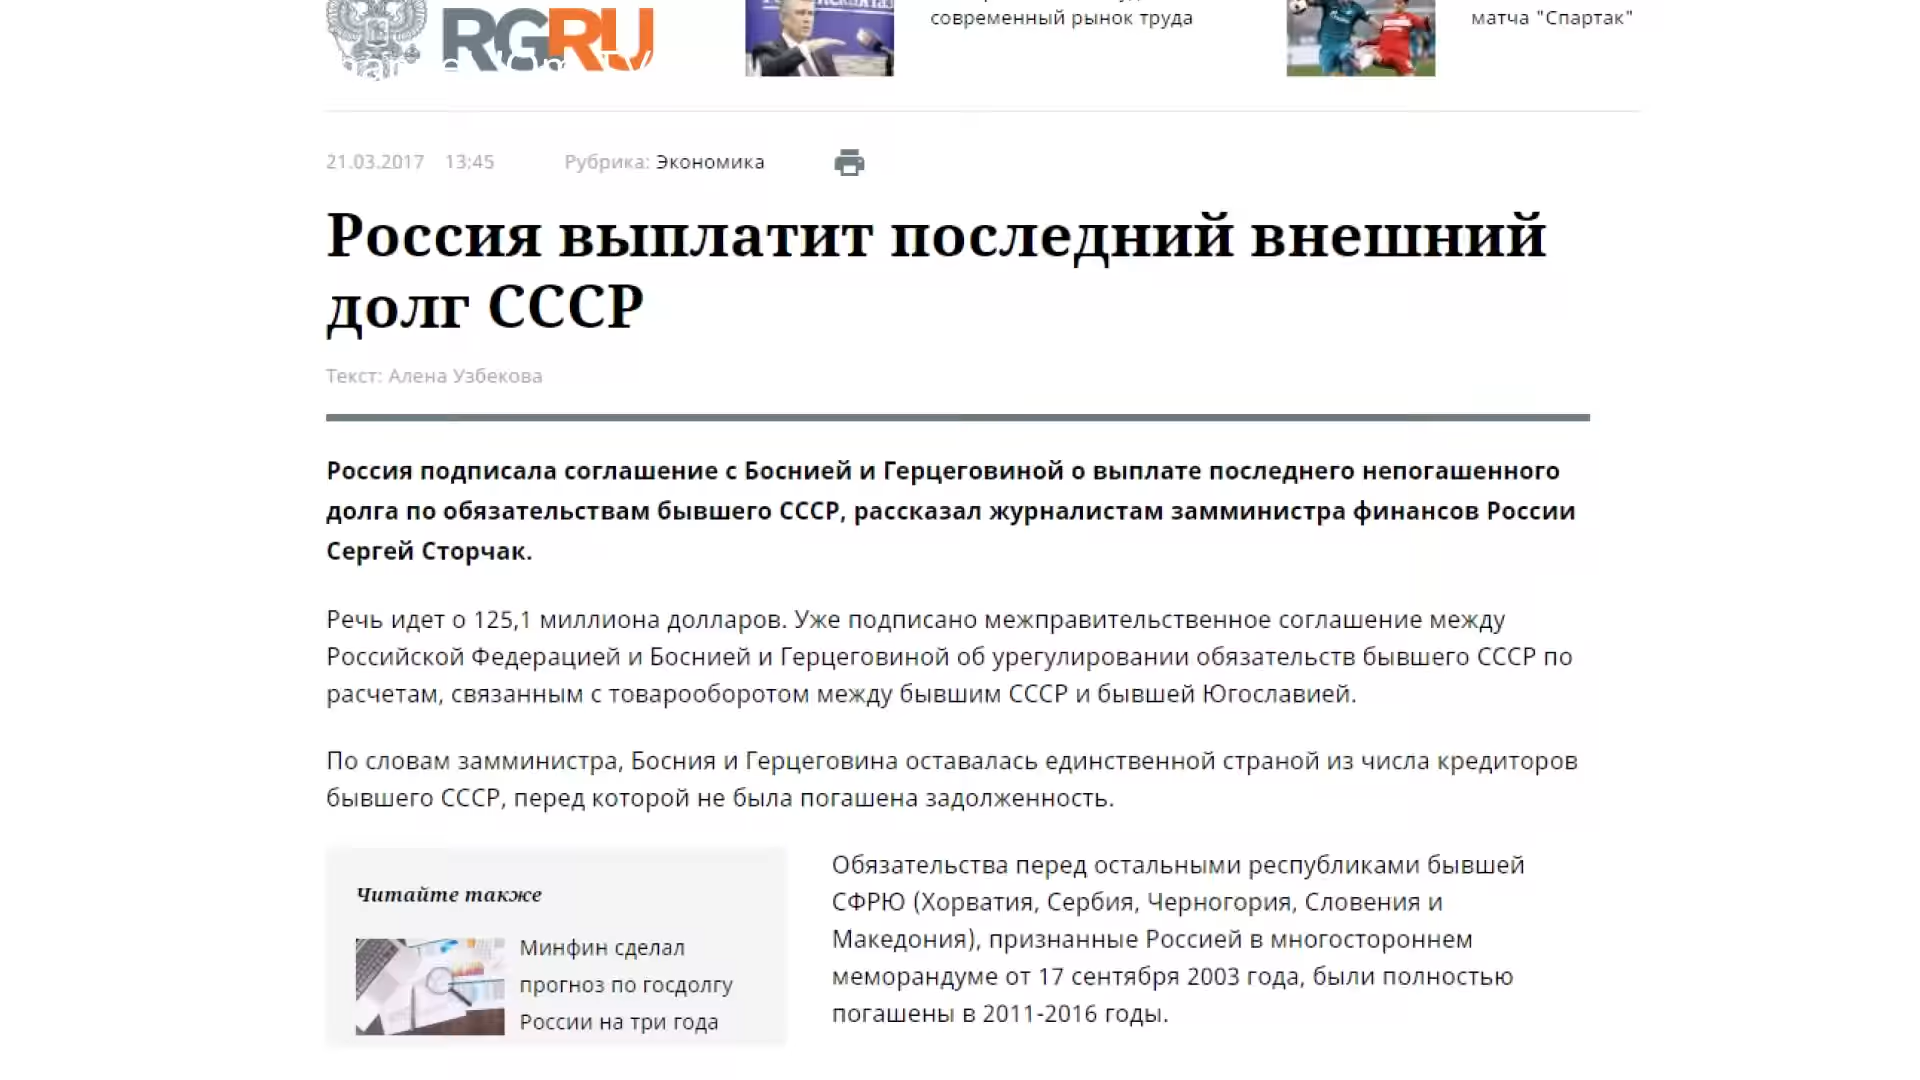 современный рынок труда
матча "Спартак"
RGRU
21.03.2017 13:45 Рубрика: Экономика
Россия выплатит последний внешний
долг СССР
Текст: Алена Узбекова
Россия подписала соглашение с Боснией и Герцеговиной о выплате последнего непогашенного
долга по обязательствам бывшего СССР, рассказал журналистам замминистра финансов России
Сергей Сторчак.
Речь идет о 125,1 миллиона долларов. Уже подписано межправительственное соглашение между
Российской Федерацией и Боснией и Герцеговиной об урегулировании обязательств бывшего СССР по
расчетам, связанным с товарооборотом между бывшим СССР и бывшей Югославией.
По словам замминистра, Босния и Герцеговина оставалась единственной страной из числа кредиторов
бывшего СССР, перед которой не была погашена задолженность.
Читайте также
Минфин сделал
прогноз по госдолгу
России на три года
Обязательства перед остальными республиками бывшей
СФРЮ (Хорватия, Сербия, Черногория, Словения и
Македония), признанные Россией в многостороннем
меморандуме от 17 сентября 2003 года, были полностью
погашены в 2011-2016 годы.